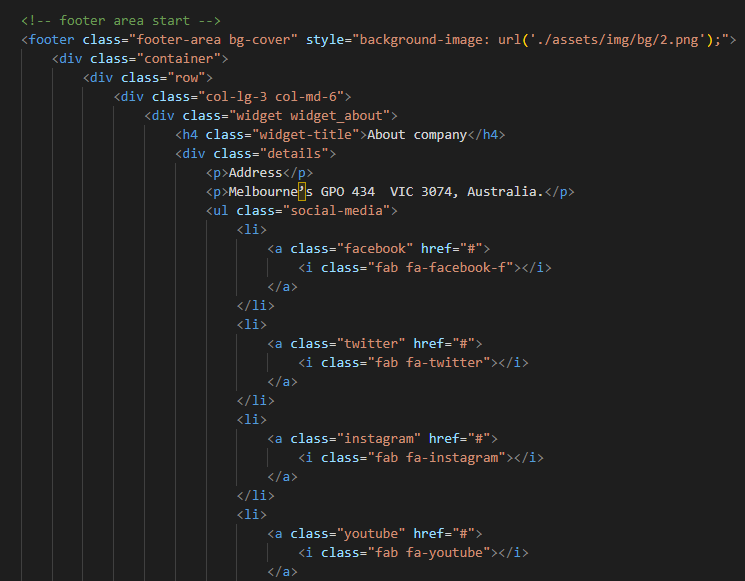 <!-- footer area start -->
<footer class="footer-area bg-cover" style="background-image: url('./assets/img/bg/2.png');">
<div class="container">
<div class="row">
<div class="col-lg-3 col-md-6">
<div class="widget widget_about">
<h4 class="widget-title">About company</h4>
<div class="details">
<p>Address</p>
<p>Melbourne’s GPO 434  VIC 3074, Australia.</p>
<ul class="social-media">
<li>
<a class="facebook" href="#">
<i class="fab fa-facebook-f"></i>
</a>
</li>
<li>
<a class="twitter" href="#">
<i class="fab fa-twitter"></i>
</a>
</li>
<li>
<a class="instagram" href="#">
<i class="fab fa-instagram"></i>
</a>
</li>
<li>
<a class="youtube" href="#">
<i class="fab fa-youtube"></i>
</a>